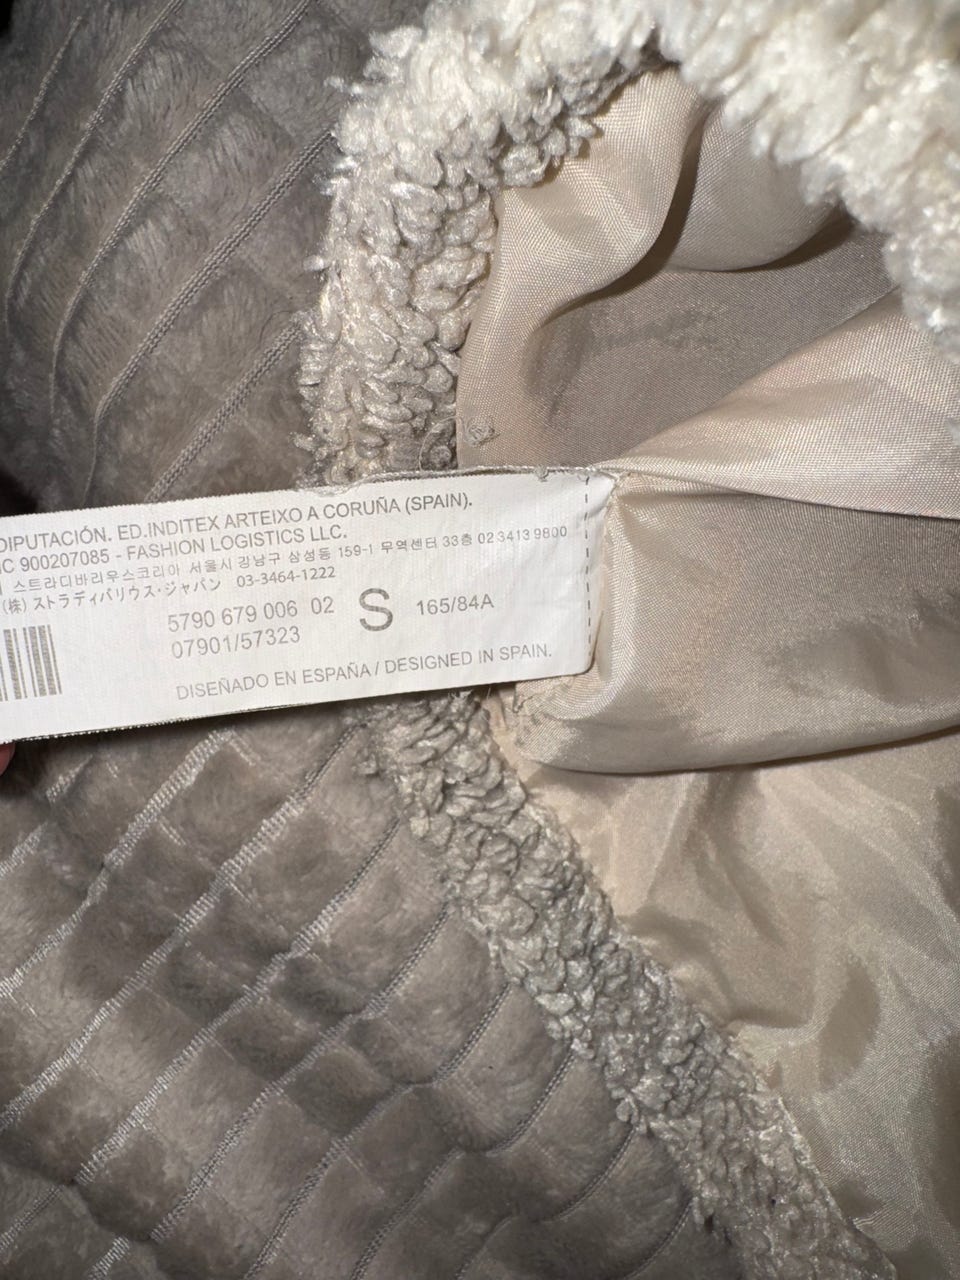 DIPUTACIÓN. ED.INDITEX ARTEIXO A CORUÑA (SPAIN).
C 900207085 - FASHION LOGISTICS LLC.
스트라디바리우스코리아 서울시 강남구 삼성동 159-1 무역센터 33층 02 3413 9800
(株) ストラディバリウス・ジャパン 03-3464-1222
5790 679 006 02 S 165/84A
07901/57323
DISEÑADO EN ESPAÑA / DESIGNED IN SPAIN.